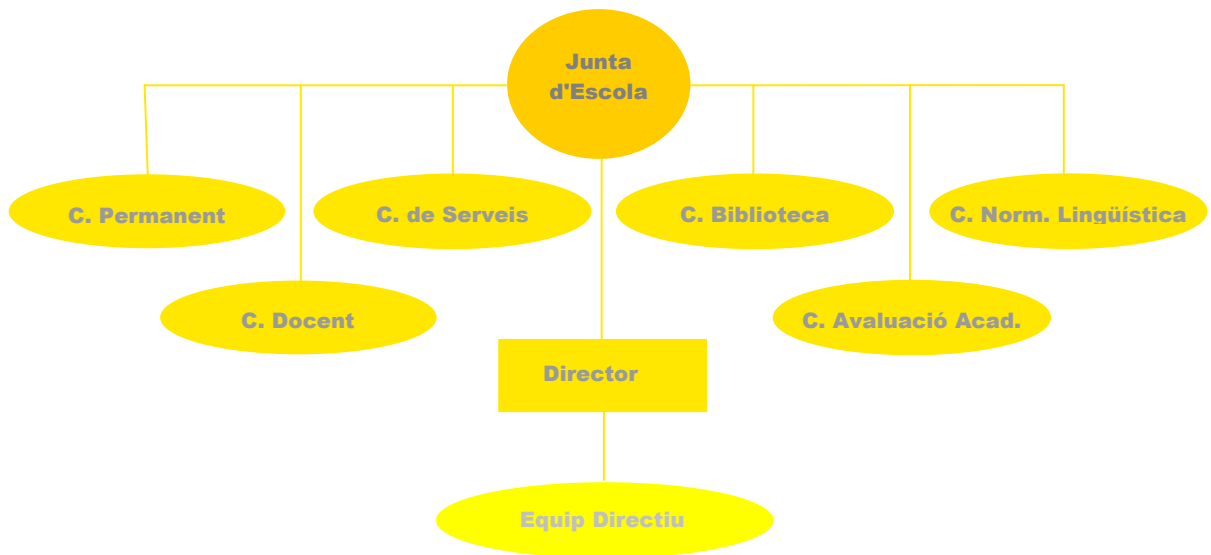 Junta
d'Escola
C. Permanent
C. de Serveis
C. Biblioteca
C. Norm. Lingüística
C. Docent
C. Avaluació Acad.
Director
Equip Directiu